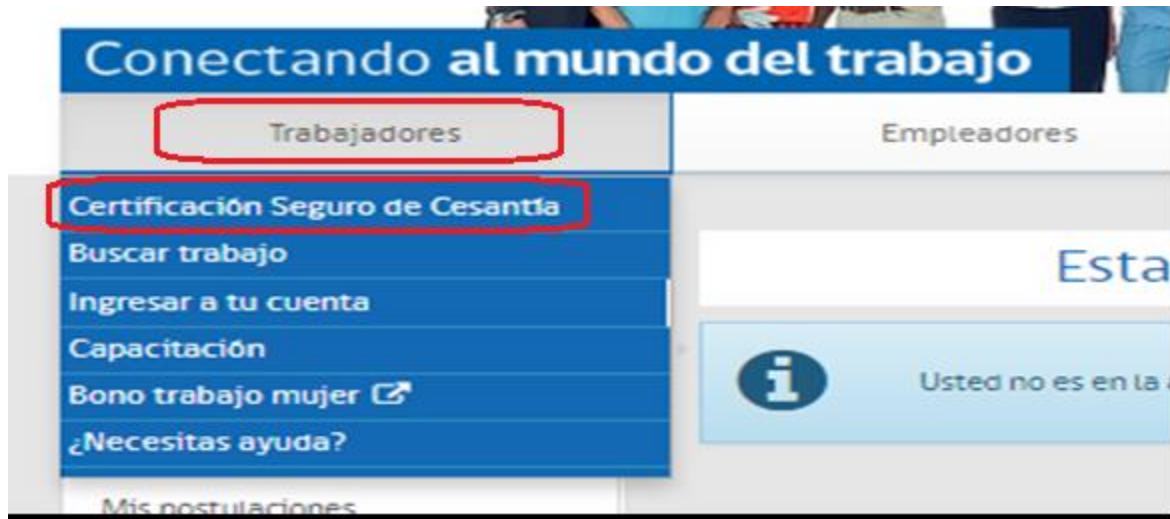 Conectando al mundo del trabajo
Trabajadores
Empleadores
Certificación Seguro de Cesantía
Buscar trabajo
Ingresar a tu cuenta
Capacitación
Bono trabajo mujer
¿Necesitas ayuda?
Esta
Usted no es en la
Mis postulaciones